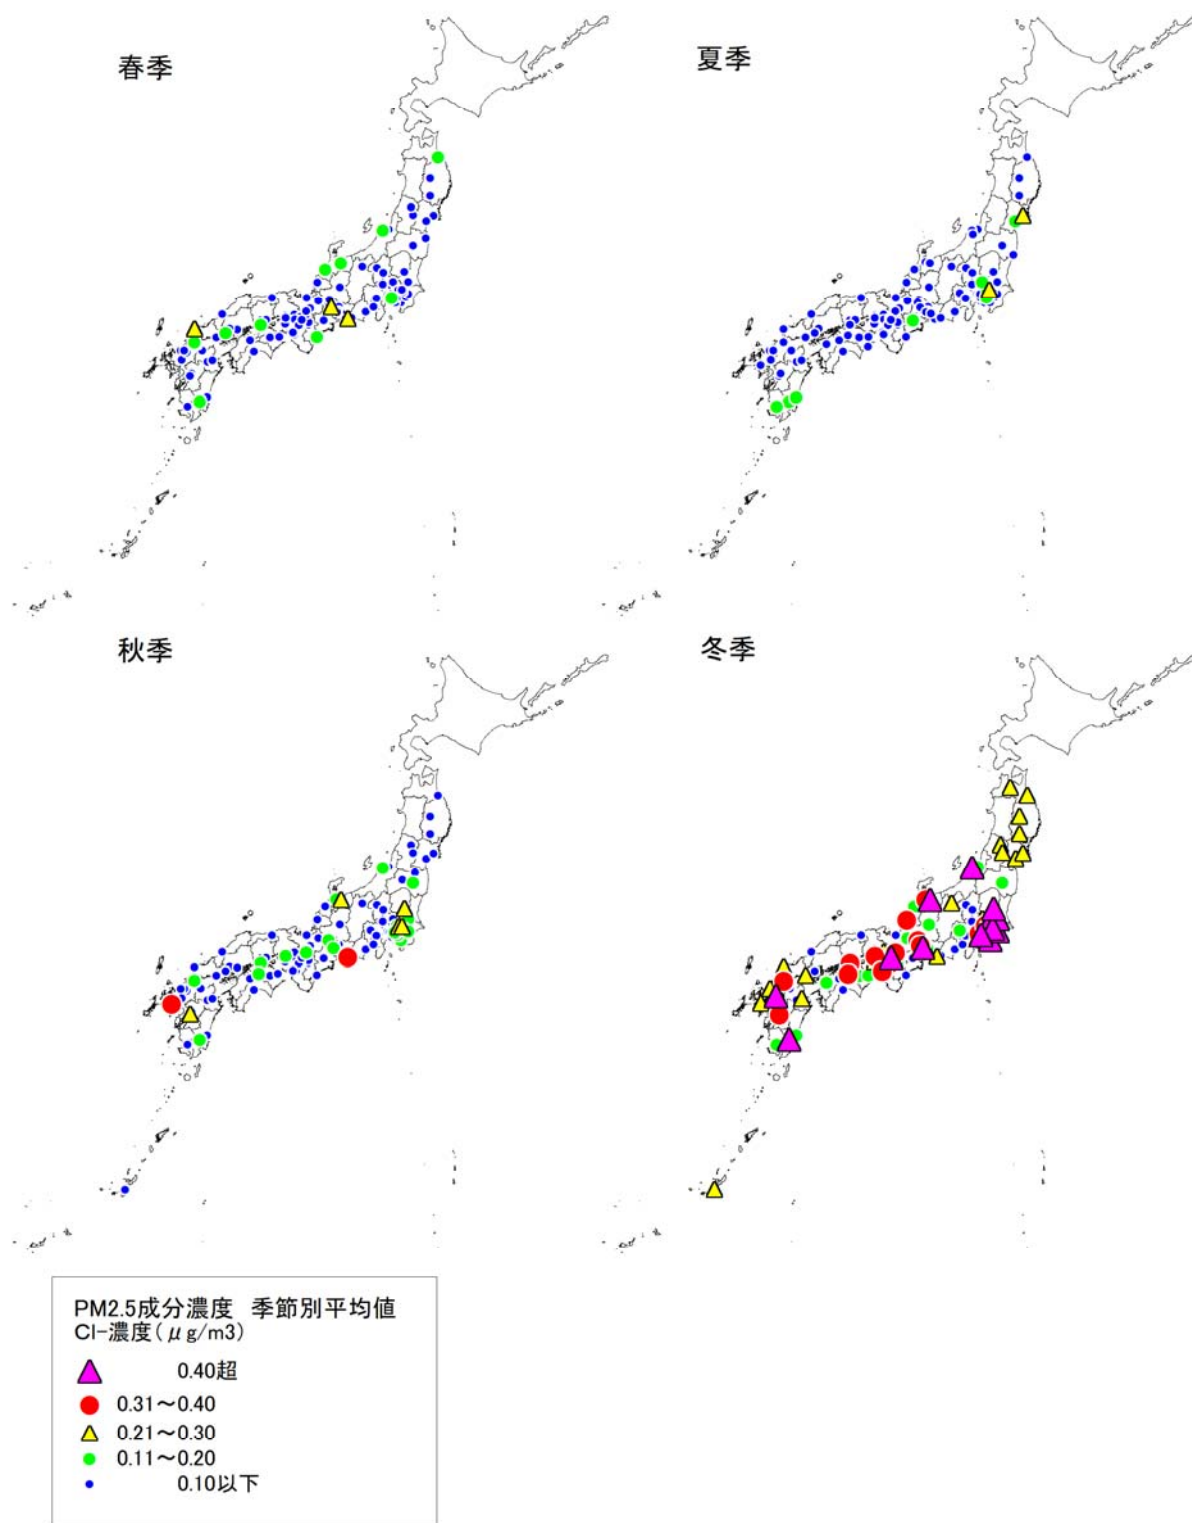 春季
夏季
秋季
冬季
PM2.5成分濃度 季節別平均値
Cl-濃度(μg/m3)
0.40超
0.31～0.40
0.21～0.30
0.11～0.20
0.10以下